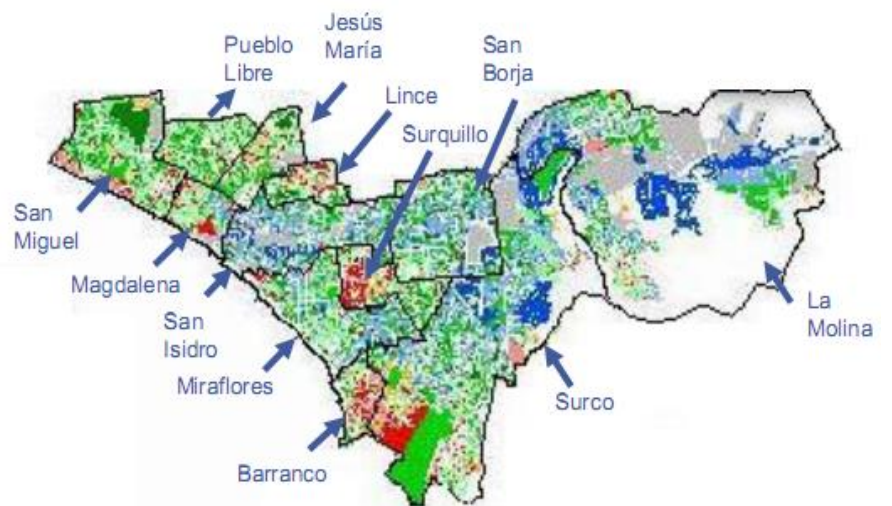 Jesús
María
Pueblo
Libre
San
Borja
Lince
Surquillo
San
Miguel
Magdalena
San
Isidro
Miraflores
Barranco
Surco
La
Molina